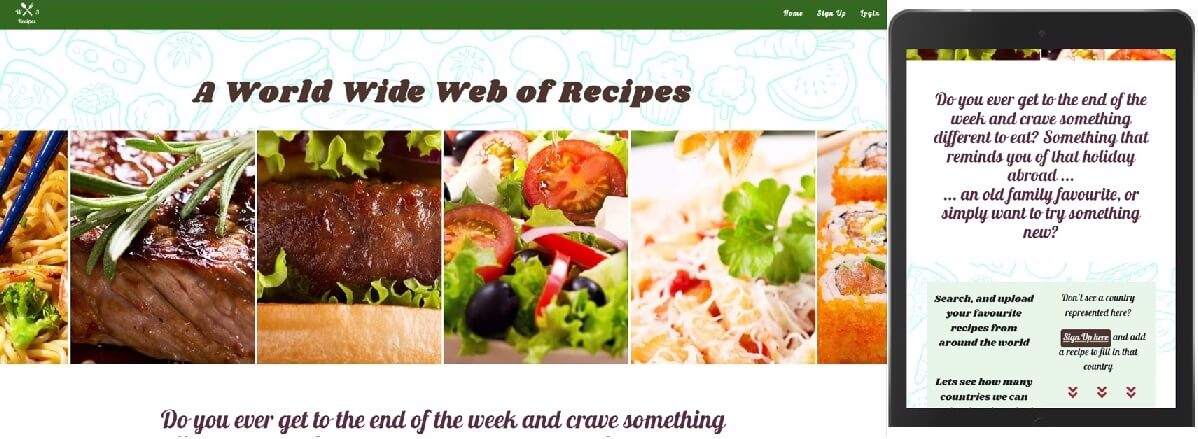 W S
Recipes
Home Sign Up Login
A World Wide Web of Recipes
Do you ever get to the end of the week and crave something
Do you ever get to the end of the
week and crave something
different to eat? Something that
reminds you of that holiday
abroad ...
... an old family favourite, or
simply want to try something
new?
Search, and upload
your favourite
recipes from
around the world
Lets see how many
countries we can
Don't see a country
represented here?
Sign Up here and add
a recipe to fill in that
country